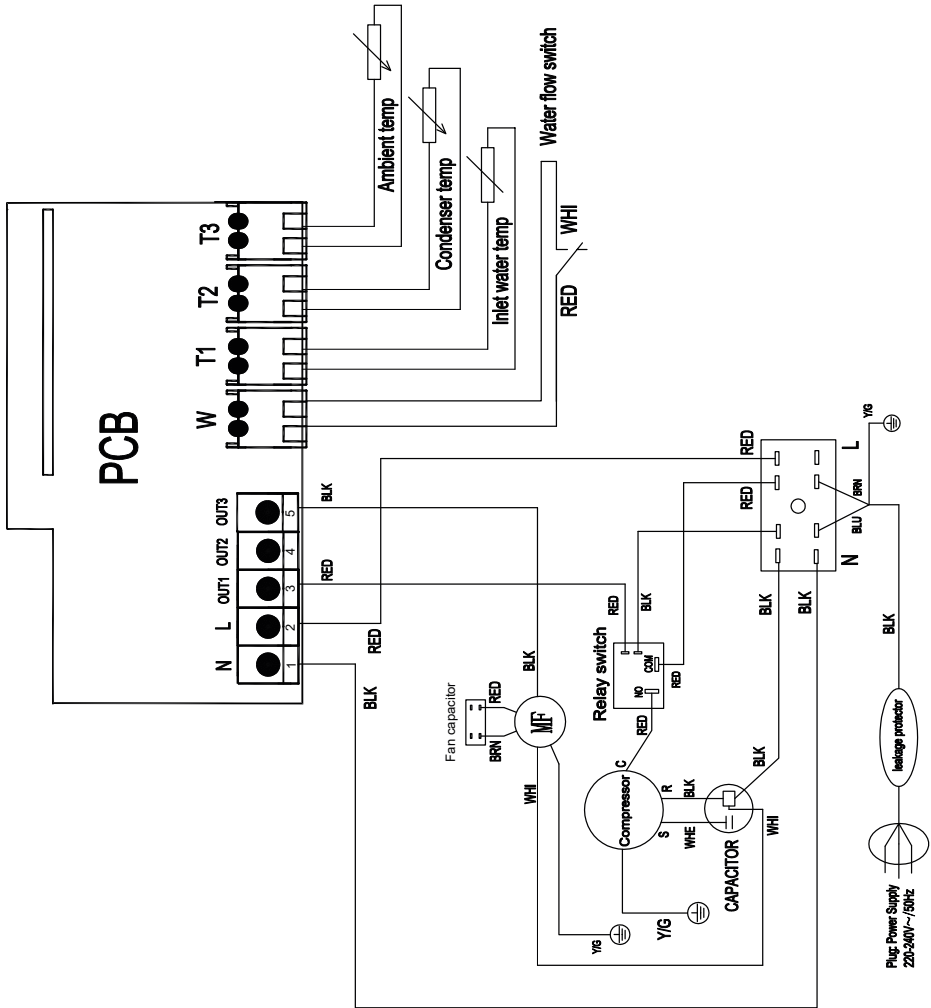 PCB
N
L
OUT1
OUT2
OUT3
1
2
3
4
5
W
T1
T2
T3
Ambient temp
Condenser temp
Inlet water temp
Water flow switch
WHI
RED
BLK
RED
RED
BLK
BLK
Fan capacitor
RED
BRN
MF
WHI
Y/G
Relay switch
RED
BLK
NO
COM
RED
RED
Compressor
C
R
S
BLK
WHE
CAPACITOR
WHI
Y/G
BLK
RED
RED
L
N
BRN
BLU
Y/G
BLK
BLK
BLK
leakage protector
Plug: Power Supply
220-240V~/50Hz